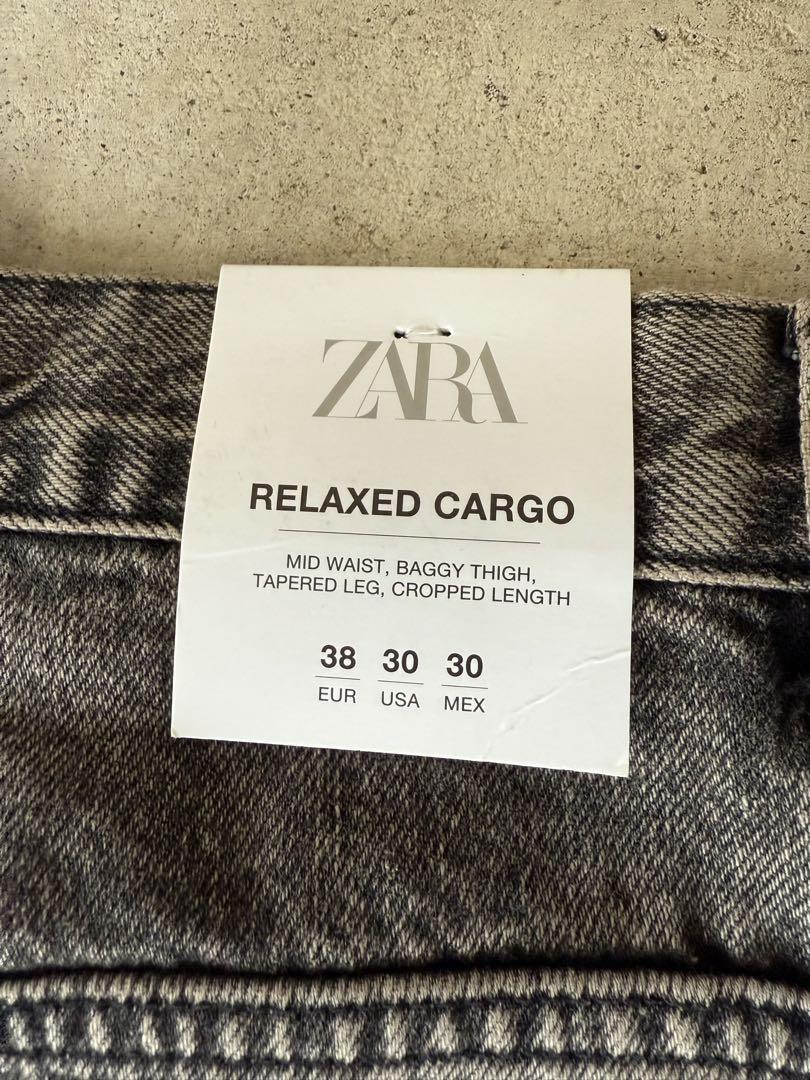 ZARA
RELAXED CARGO
MID WAIST, BAGGY THIGH,
TAPERED LEG, CROPPED LENGTH
38 30 30
EUR USA MEX